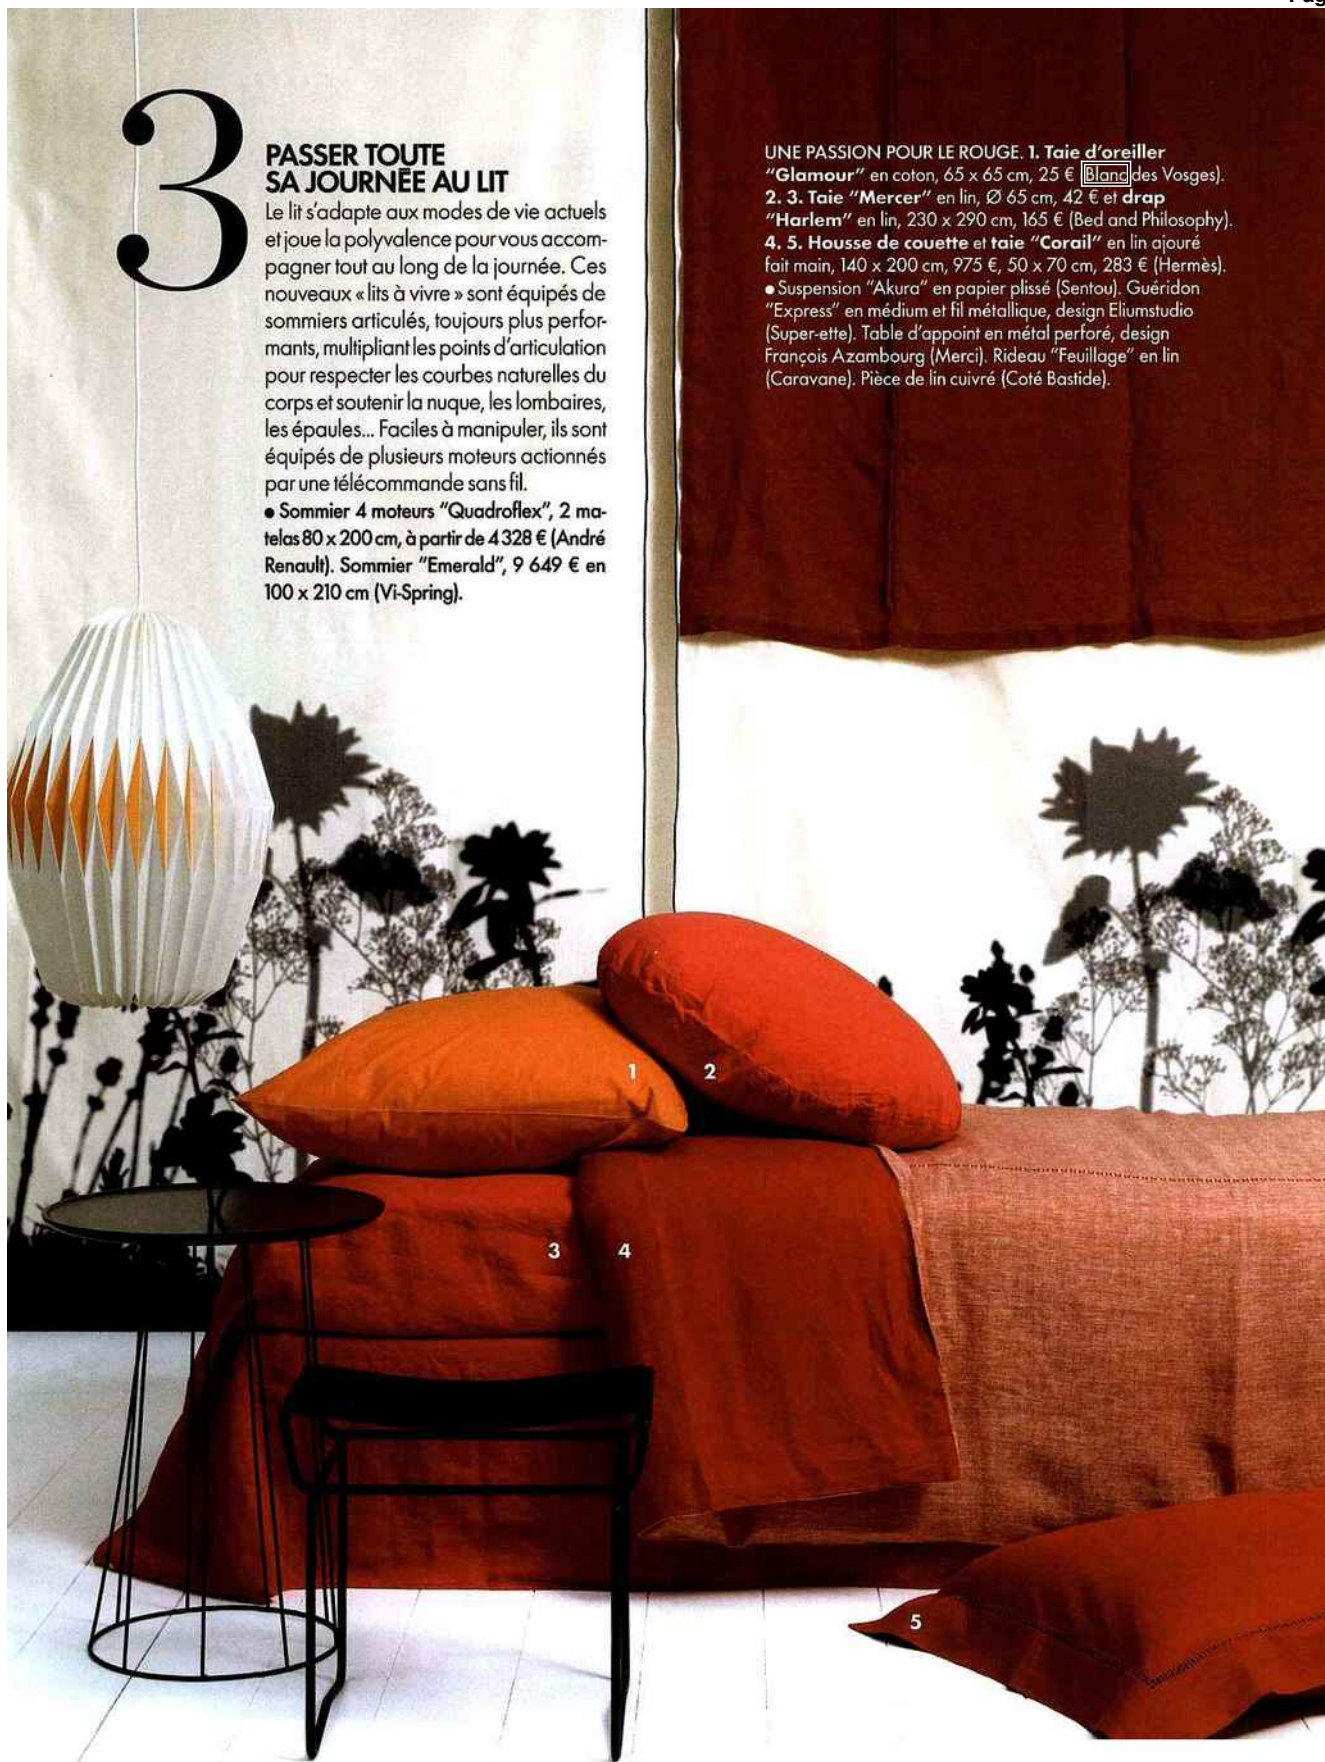 3
PASSER TOUTE
SA JOURNÉE AU LIT
Le lit s'adapte aux modes de vie actuels
et joue la polyvalence pour vous accom-
pagner tout au long de la journée. Ces
nouveaux «lits à vivre» sont équipés de
sommiers articulés, toujours plus perfor-
mants, multipliant les points d'articulation
pour respecter les courbes naturelles du
corps et soutenir la nuque, les lombaires,
les épaules... Faciles à manipuler, ils sont
équipés de plusieurs moteurs actionnés
par une télécommande sans fil.
● Sommier 4 moteurs "Quadroflex", 2 ma-
telas 80 x 200 cm, à partir de 4 328 € (André
Renault). Sommier "Emerald", 9 649 € en
100 x 210 cm (Vi-Spring).
UNE PASSION POUR LE ROUGE. 1. Taie d'oreiller
"Glamour" en coton, 65 x 65 cm, 25 € Blanc des Vosges).
2. 3. Taie "Mercer" en lin, Ø 65 cm, 42 € et drap
"Harlem" en lin, 230 x 290 cm, 165 € (Bed and Philosophy).
4. 5. Housse de couette et taie "Corail" en lin ajouré
fait main, 140 x 200 cm, 975 €, 50 x 70 cm, 283 € (Hermès).
● Suspension "Akura" en papier plissé (Sentou). Guéridon
"Express" en médium et fil métallique, design Eliumstudio
(Super-ette). Table d'appoint en métal perforé, design
François Azambourg (Merci). Rideau "Feuillage" en lin
(Caravane). Pièce de lin cuivré (Coté Bastide).
1
2
3
4
5